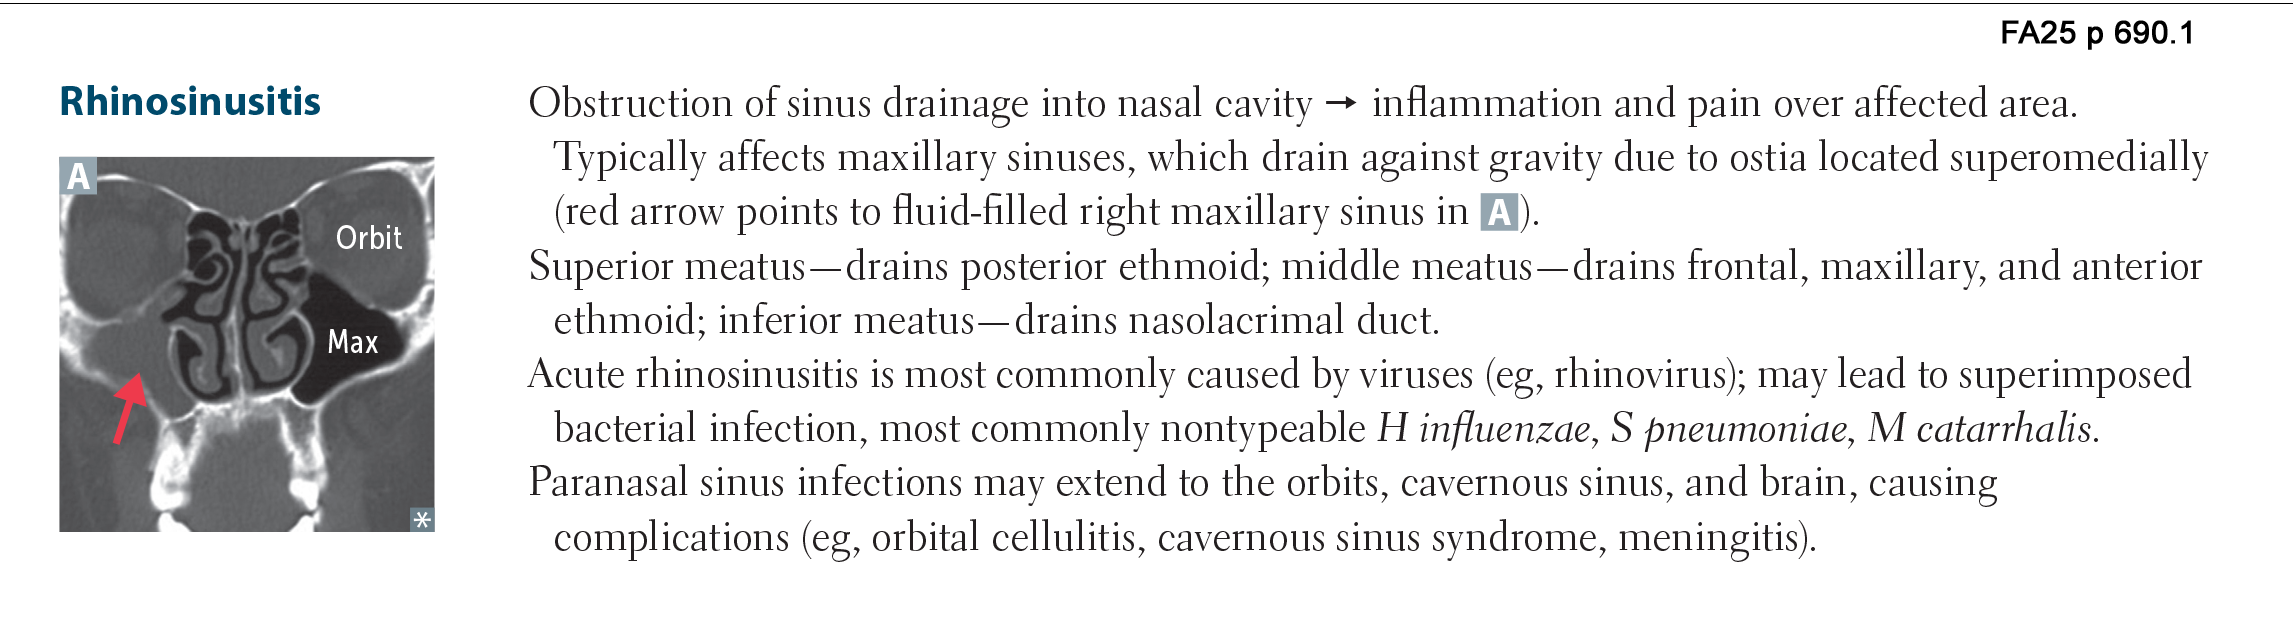 FA25 p 690.1
Rhinosinusitis
A
Orbit
Max
*
Obstruction of sinus drainage into nasal cavity → inflammation and pain over affected area.
Typically affects maxillary sinuses, which drain against gravity due to ostia located superomedially
(red arrow points to fluid-filled right maxillary sinus in A).
Superior meatus—drains posterior ethmoid; middle meatus—drains frontal, maxillary, and anterior
ethmoid; inferior meatus—drains nasolacrimal duct.
Acute rhinosinusitis is most commonly caused by viruses (eg, rhinovirus); may lead to superimposed
bacterial infection, most commonly nontypeable H influenzae, S pneumoniae, M catarrhalis.
Paranasal sinus infections may extend to the orbits, cavernous sinus, and brain, causing
complications (eg, orbital cellulitis, cavernous sinus syndrome, meningitis).